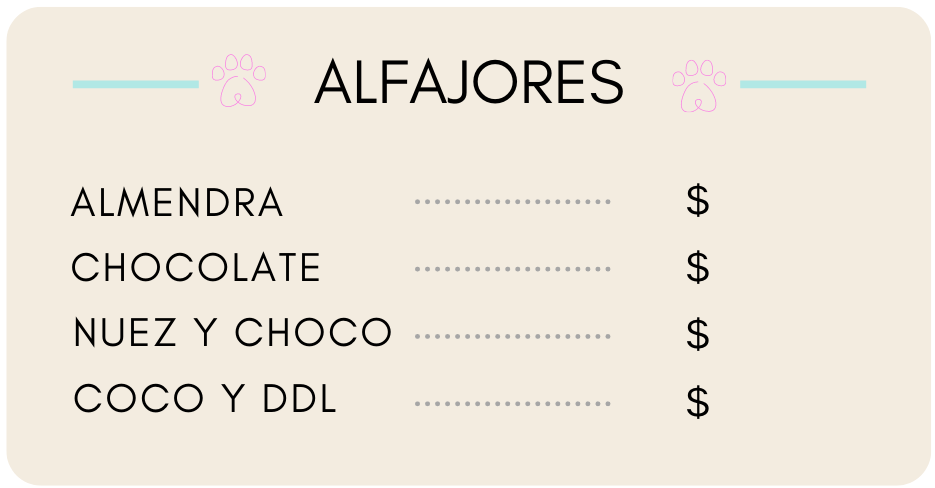 ALFAJORES
ALMENDRA .................... $
CHOCOLATE .................... $
NUEZ Y CHOCO .................... $
COCO Y DDL .................... $